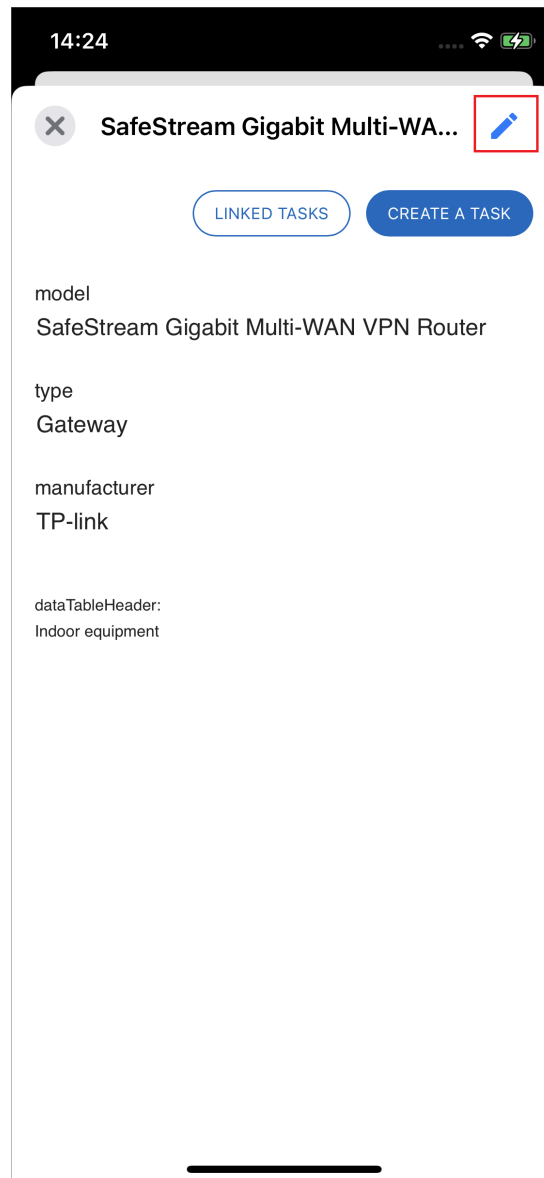 14:24
SafeStream Gigabit Multi-WA...
LINKED TASKS
CREATE A TASK
model
SafeStream Gigabit Multi-WAN VPN Router
type
Gateway
manufacturer
TP-link
dataTableHeader:
Indoor equipment